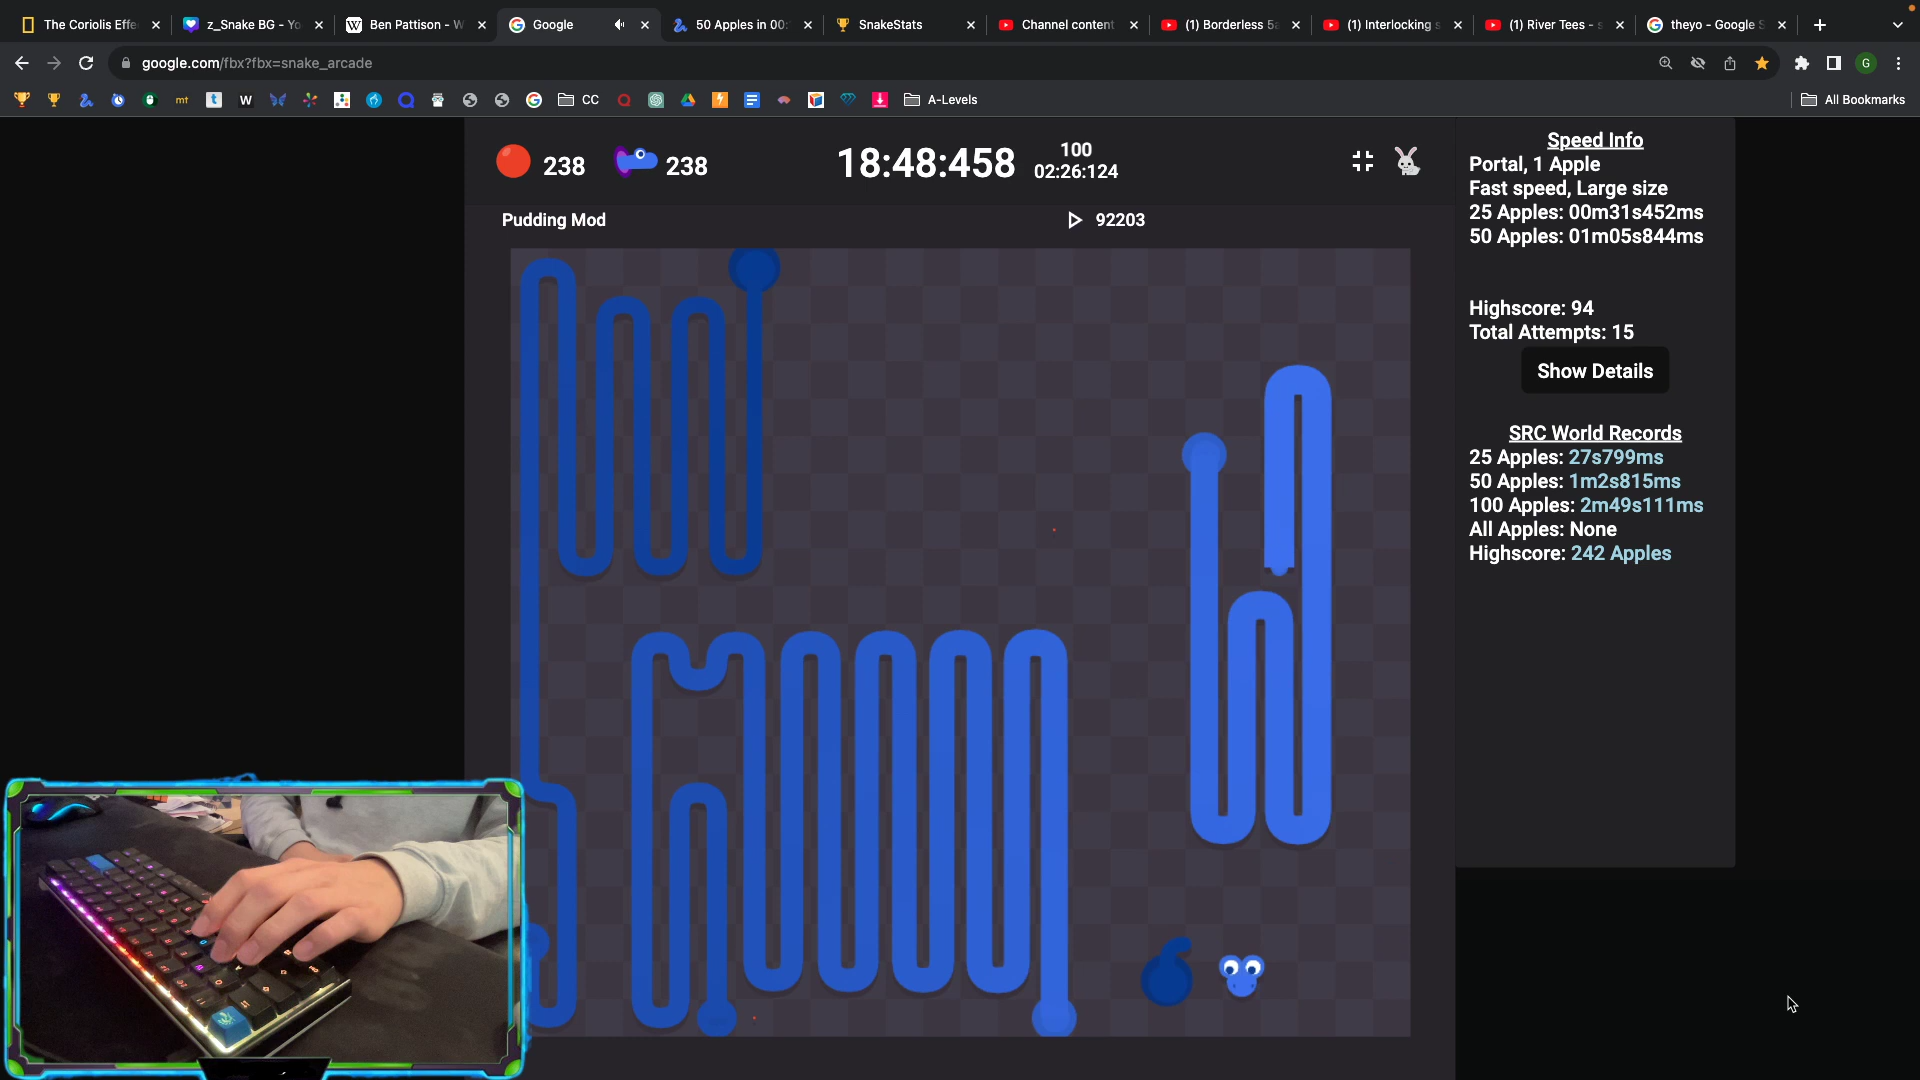 The Coriolis Effe
z_Snake BG - Yo
Ben Pattison - W
Google
50 Apples in 00:
SnakeStats
Channel content
(1) Borderless 5a
(1) Interlocking s
(1) River Tees - s
theyo - Google S
google.com/fbx?fbx=snake_arcade
G
mt
t
W
CC
A-Levels
All Bookmarks
238
238
18:48:458
100
02:26:124
Pudding Mod
92203
Speed Info
Portal, 1 Apple
Fast speed, Large size
25 Apples: 00m31s452ms
50 Apples: 01m05s844ms
Highscore: 94
Total Attempts: 15
Show Details
SRC World Records
25 Apples: 27s799ms
50 Apples: 1m2s815ms
100 Apples: 2m49s111ms
All Apples: None
Highscore: 242 Apples